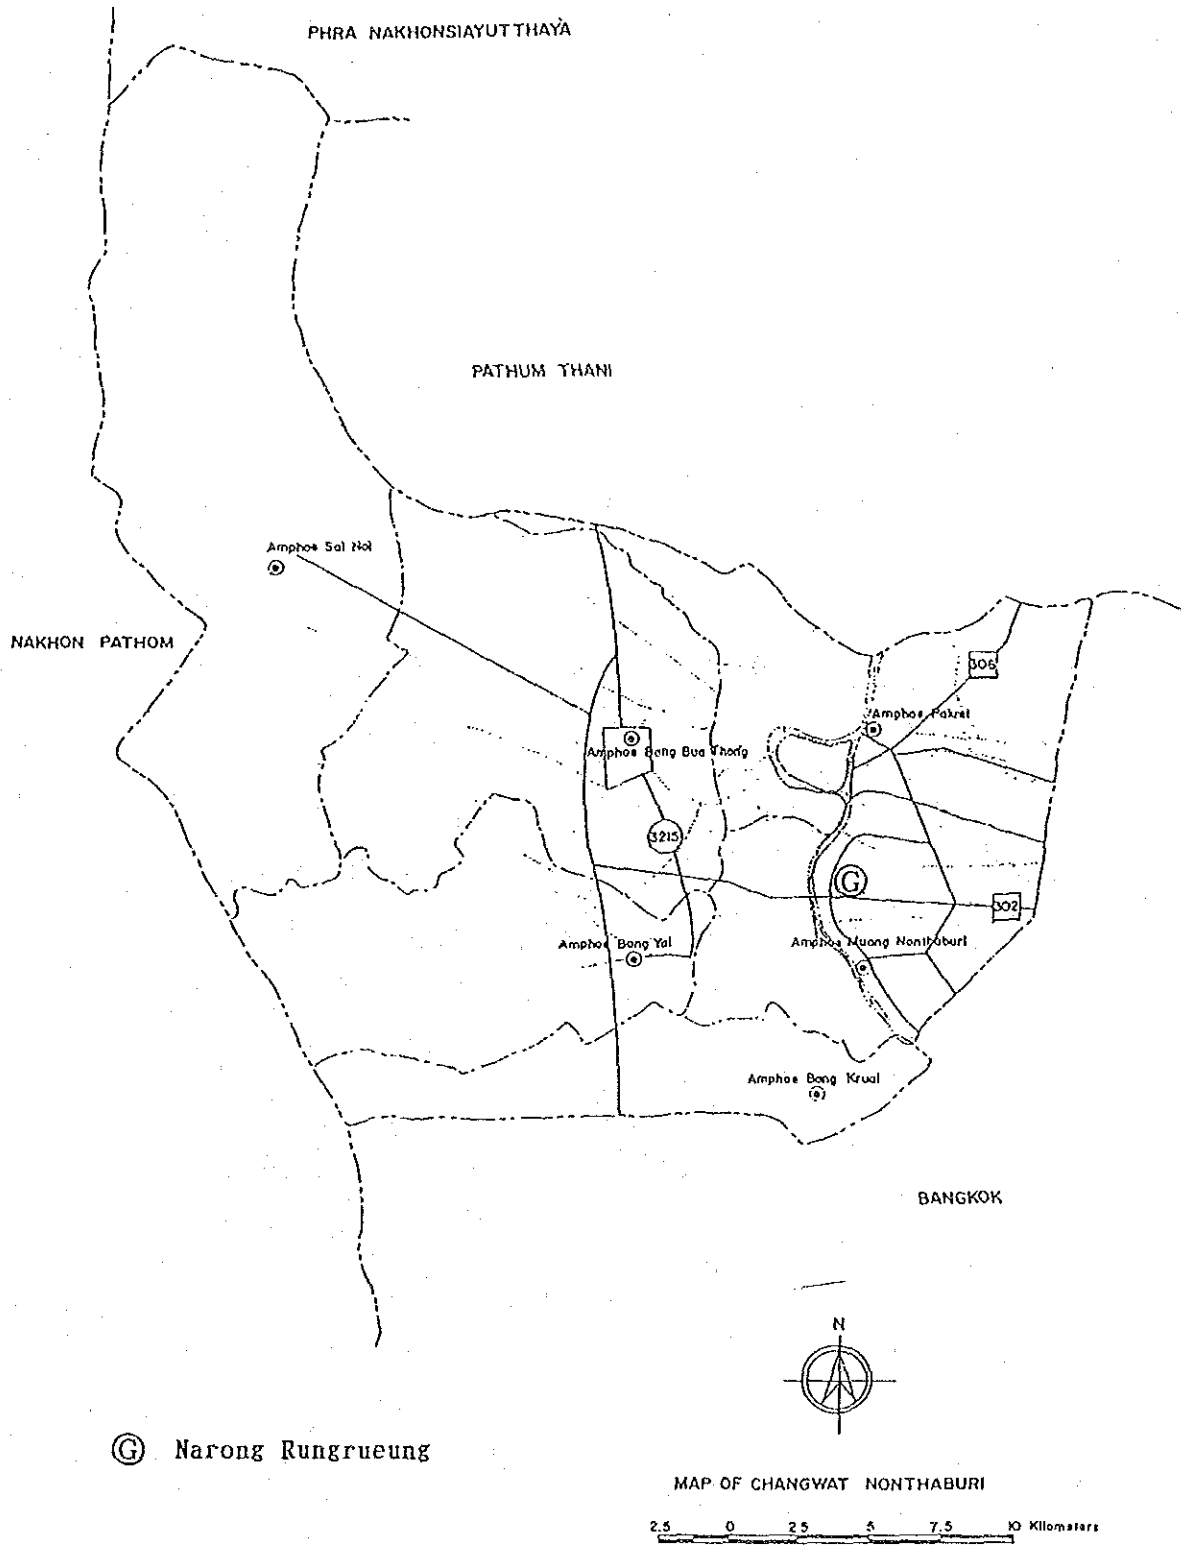 PHRA NAKHONSIAYUTTHAYA
PATHUM THANI
Amphoe Sai Noi
NAKHON PATHOM
306
Amphoe Pakret
Amphoe Bang Bua Thong
3215
G
302
Amphoe Bang Yai
Amphoe Muang Nonthaburi
Amphoe Bang Kruai
BANGKOK
N
G Narong Rungrueung
MAP OF CHANGWAT NONTHABURI
2.5 0 2.5 5 7.5 10 Kilometers